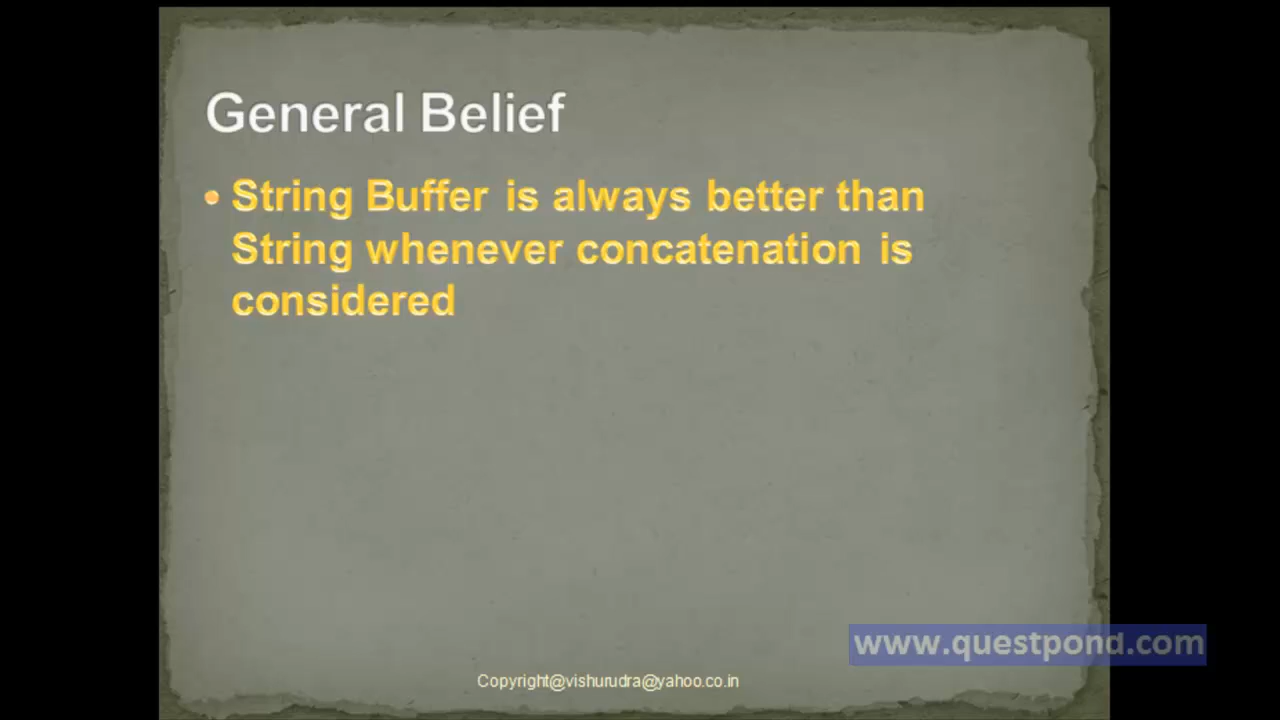 General Belief
• String Buffer is always better than
String whenever concatenation is
considered
www.questpond.com
Copyright@vishurudra@yahoo.co.in